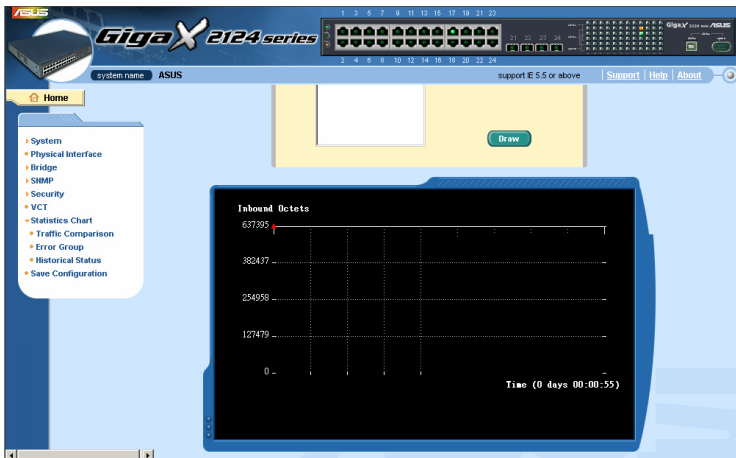 ASUS
GigaX 2124 series
1 3 5 7 9 11 13 15 17 19 21 23
2 4 6 8 10 12 14 16 18 20 22 24
21 22 23 24
GigaX 2124 series ASUS
system name ASUS
support IE 5.5 or above
Support | Help | About
Home
System
Physical Interface
Bridge
SNMP
Security
VCT
Statistics Chart
Traffic Comparison
Error Group
Historical Status
Save Configuration
Draw
Inbound Octets
637395
382437
254958
127479
0
Time (0 days 00:00:55)